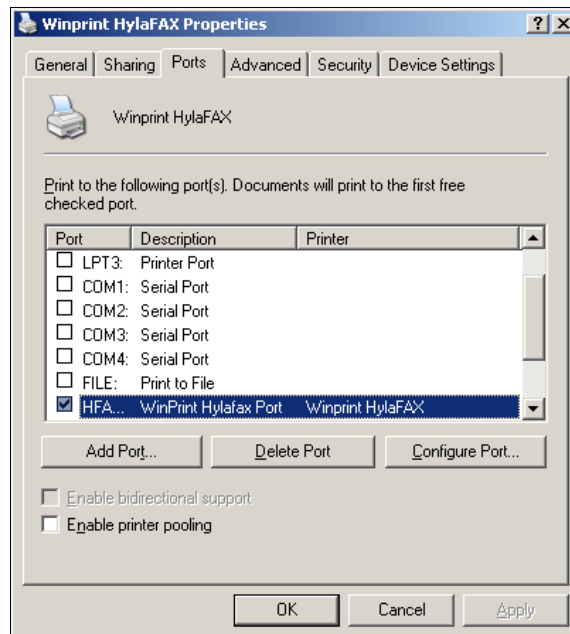 Winprint HylaFAX Properties
General Sharing Ports Advanced Security Device Settings
Winprint HylaFAX
Print to the following port(s). Documents will print to the first free
checked port.
Port Description Printer
LPT3: Printer Port
COM1: Serial Port
COM2: Serial Port
COM3: Serial Port
COM4: Serial Port
FILE: Print to File
HFA... WinPrint Hylafax Port Winprint HylaFAX
Add Port... Delete Port Configure Port...
Enable bidirectional support
Enable printer pooling
OK Cancel Apply